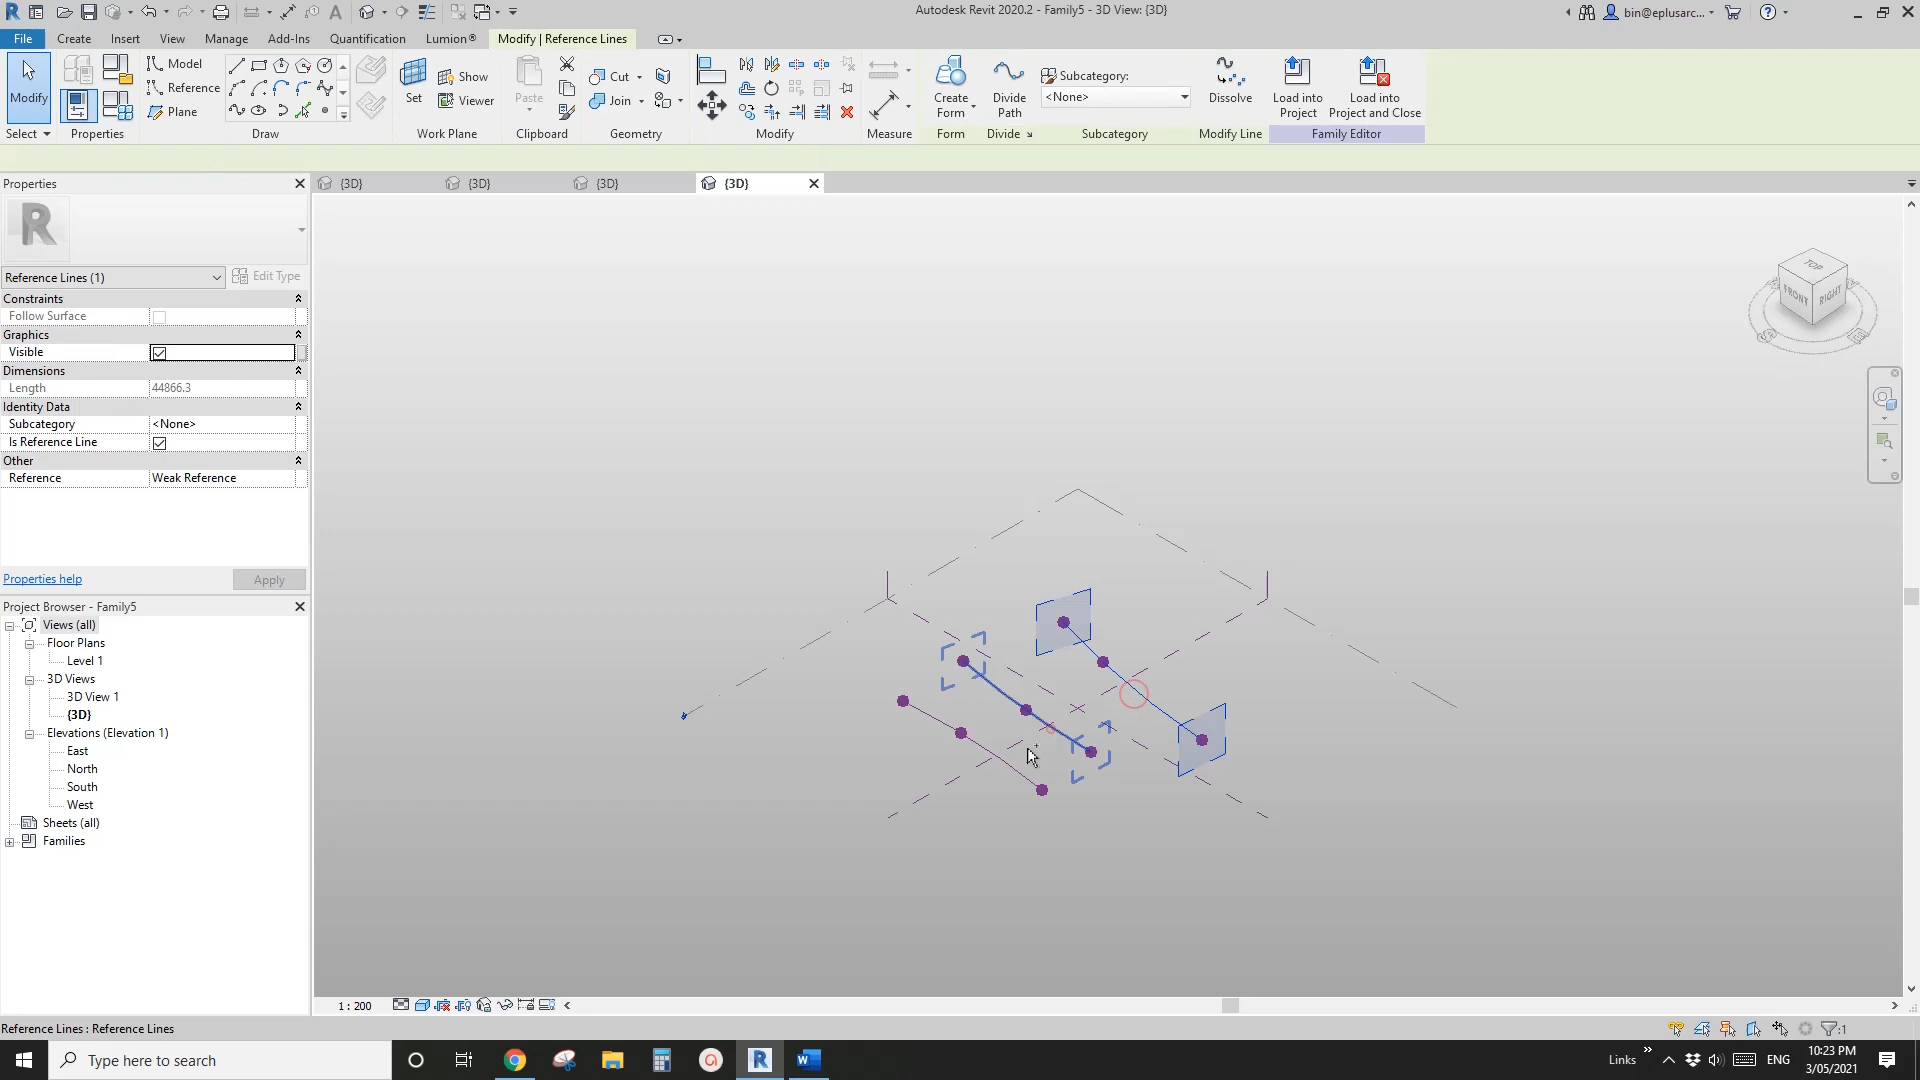 Autodesk Revit 2020.2 - Family5 - 3D View: {3D}
bin@eplusarc...
File
Create
Insert
View
Manage
Add-Ins
Quantification
Lumion®
Modify | Reference Lines
Modify
Select
Properties
Model
Reference
Plane
Draw
Set
Show
Viewer
Work Plane
Paste
Clipboard
Cut
Join
Geometry
Modify
Measure
Create
Form
Form
Divide
Path
Divide
Subcategory:
<None>
Subcategory
Dissolve
Modify Line
Load into
Project
Load into
Project and Close
Family Editor
Properties
{3D}
{3D}
{3D}
{3D}
R
Reference Lines (1)
Edit Type
Constraints
Follow Surface
Graphics
Visible
Dimensions
Length 44866.3
Identity Data
Subcategory <None>
Is Reference Line
Other
Reference Weak Reference
Properties help
Apply
Project Browser - Family5
Views (all)
Floor Plans
Level 1
3D Views
3D View 1
{3D}
Elevations (Elevation 1)
East
North
South
West
Sheets (all)
Families
TOP
FRONT
RIGHT
S
E
1 : 200
Reference Lines : Reference Lines
:1
Type here to search
Links
ENG
10:23 PM
3/05/2021